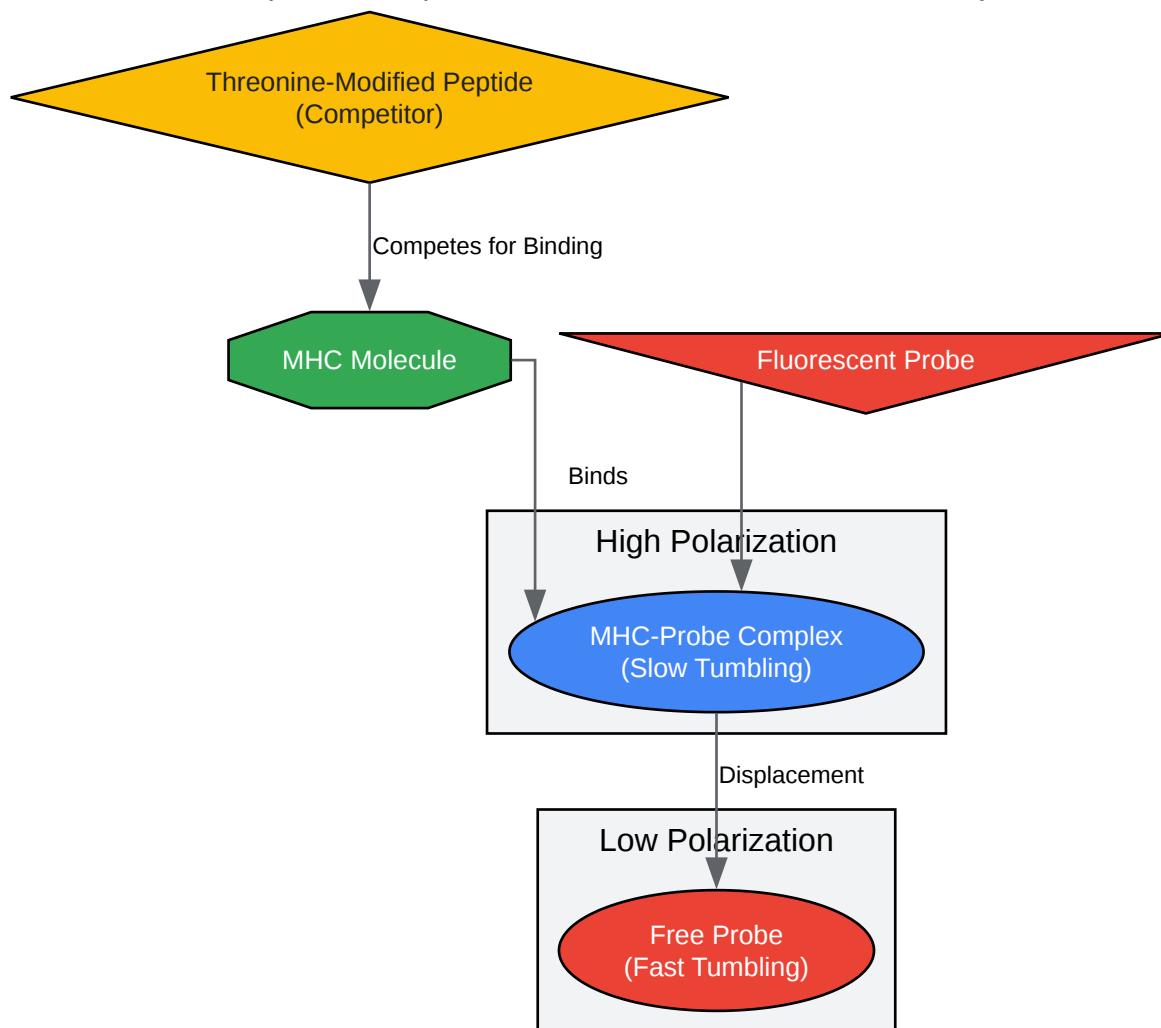 Threonine-Modified Peptide
(Competitor)
Competes for Binding
MHC Molecule
Fluorescent Probe
Binds
High Polarization
MHC-Probe Complex
(Slow Tumbling)
Displacement
Low Polarization
Free Probe
(Fast Tumbling)